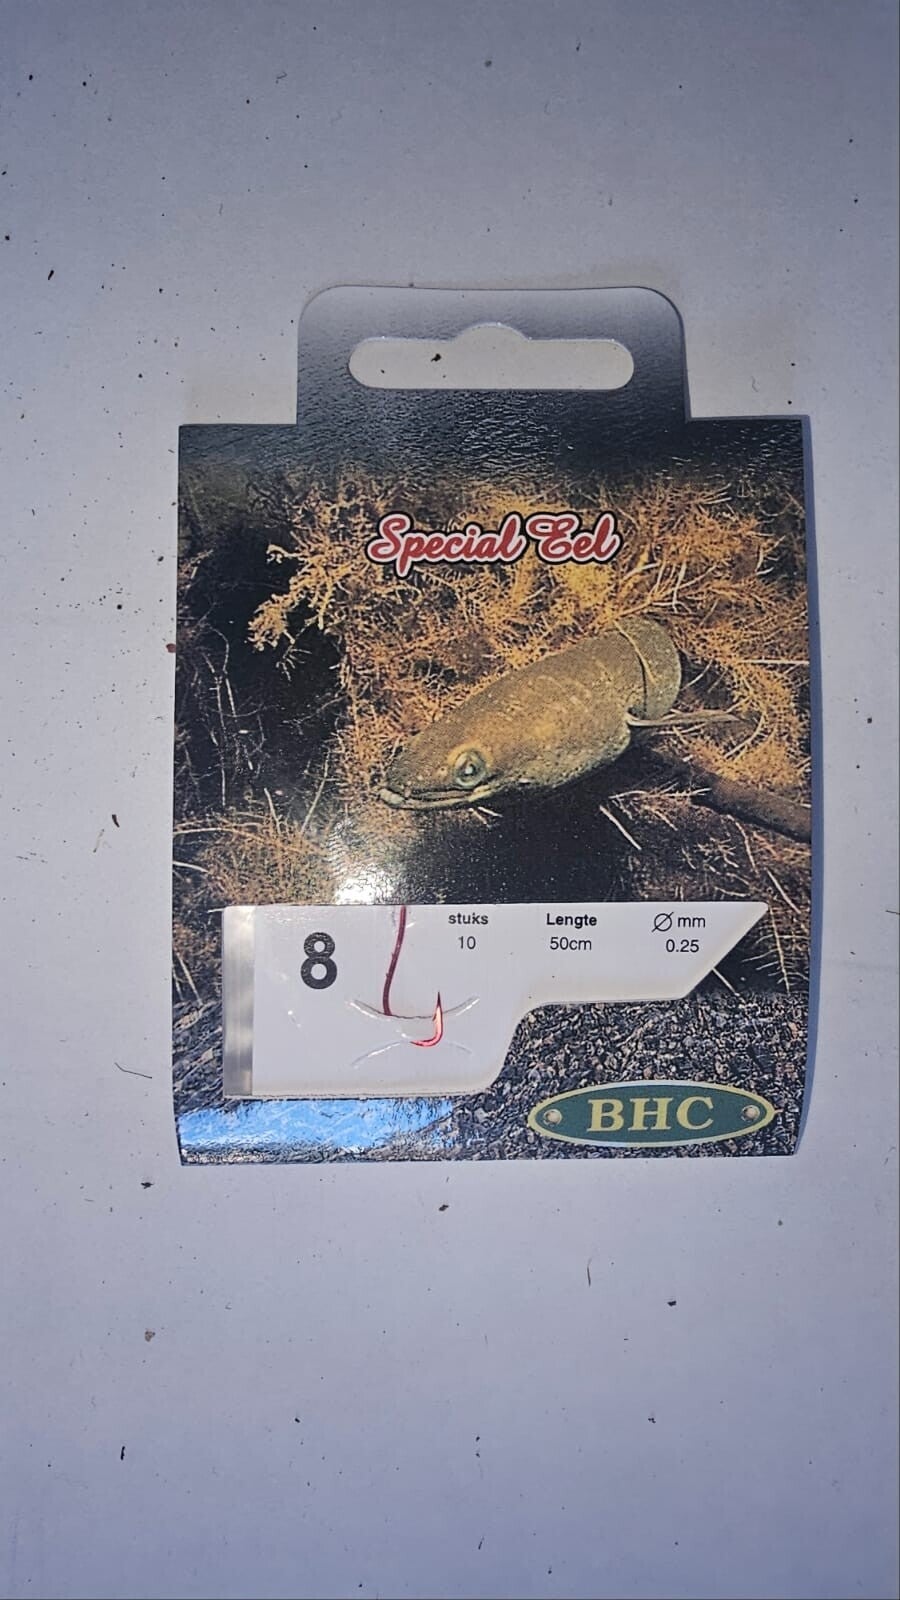 Special Eel
8
stuks Lengte Ø mm
10 50cm 0.25
BHC